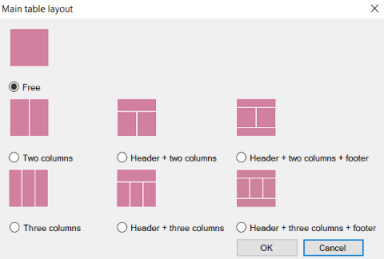 Main table layout
Free
Two columns
Header + two columns
Header + two columns + footer
Three columns
Header + three columns
Header + three columns + footer
OK
Cancel